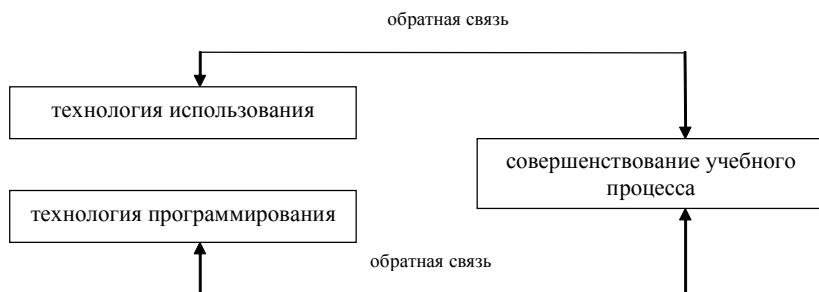 обратная связь
технология использования
совершенствование учебного
процесса
технология программирования
обратная связь